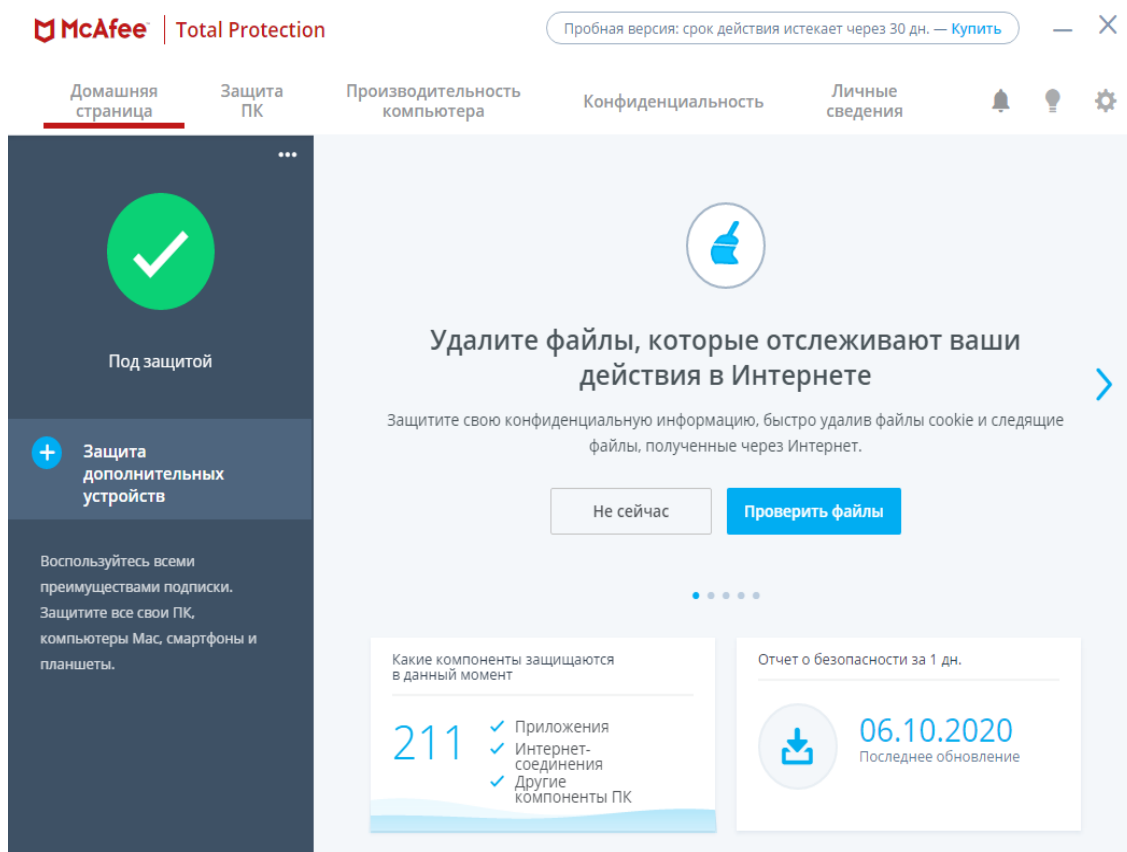 McAfee | Total Protection
Пробная версия: срок действия истекает через 30 дн. — Купить
Домашняя
страница
Защита
ПК
Производительность
компьютера
Конфиденциальность
Личные
сведения
Под защитой
Защита
дополнительных
устройств
Воспользуйтесь всеми
преимуществами подписки.
Защитите все свои ПК,
компьютеры Mac, смартфоны и
планшеты.
Удалите файлы, которые отслеживают ваши
действия в Интернете
Защитите свою конфиденциальную информацию, быстро удалив файлы cookie и следящие
файлы, полученные через Интернет.
Не сейчас
Проверить файлы
Какие компоненты защищаются
в данный момент
211
Приложения
Интернет-
соединения
Другие
компоненты ПК
Отчет о безопасности за 1 дн.
06.10.2020
Последнее обновление